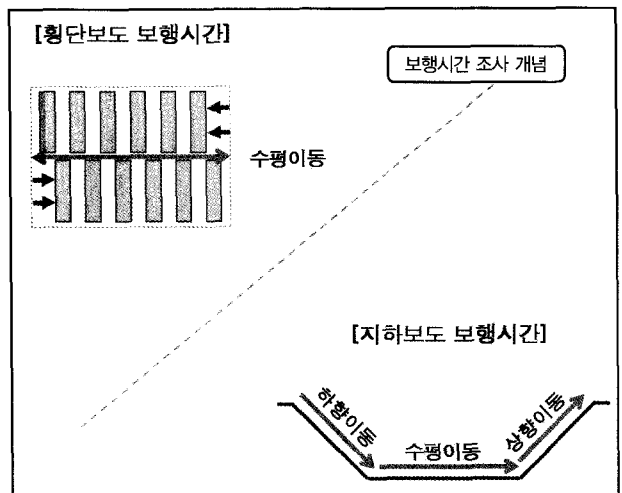 [횡단보도 보행시간]
보행시간 조사 개념
수평이동
[지하보도 보행시간]
하향이동
수평이동
상향이동